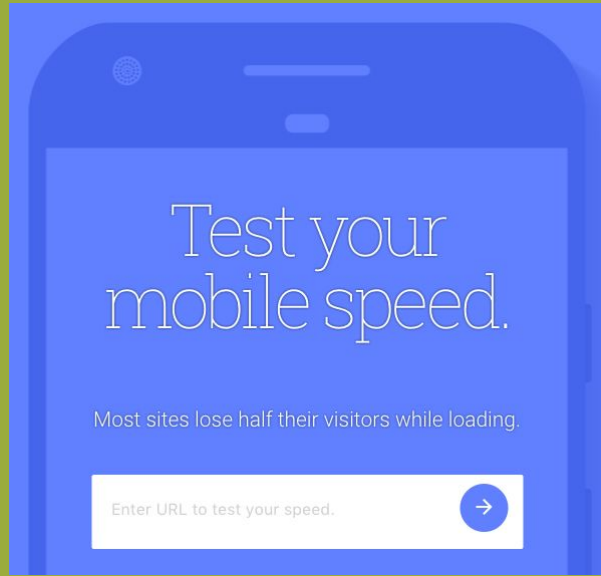 Test your
mobile speed.
Most sites lose half their visitors while loading.
Enter URL to test your speed.